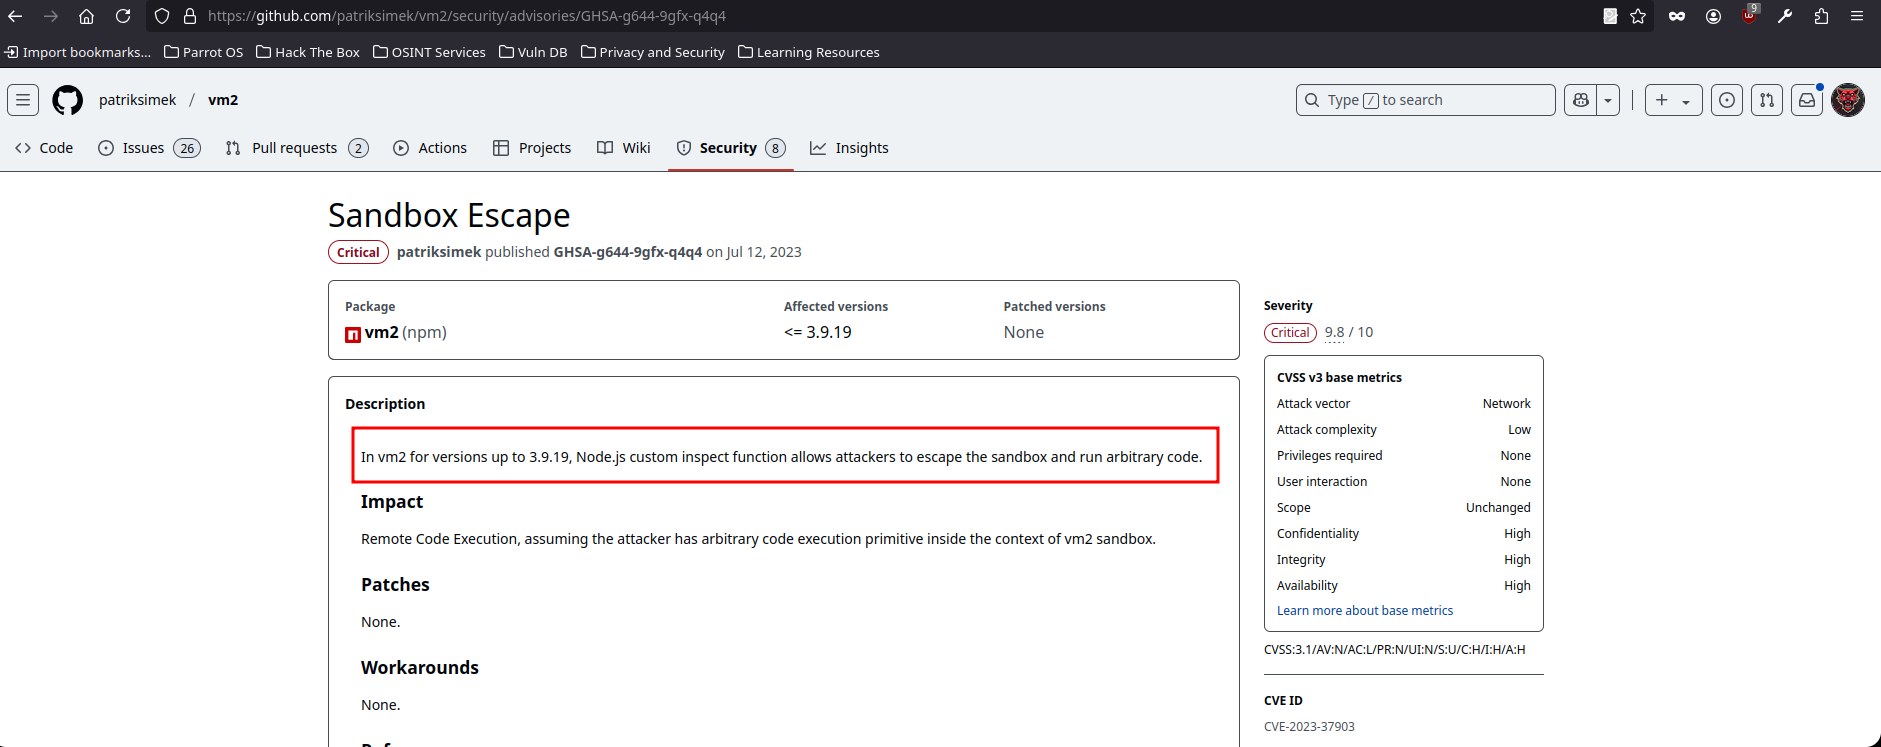 https://github.com/patriksimek/vm2/security/advisories/GHSA-g644-9gfx-q4q4
9
Import bookmarks... Parrot OS Hack The Box OSINT Services Vuln DB Privacy and Security Learning Resources
patriksimek / vm2
Type / to search
Code Issues 26 Pull requests 2 Actions Projects Wiki Security 8 Insights
Sandbox Escape
Critical patriksimek published GHSA-g644-9gfx-q4q4 on Jul 12, 2023
Package Affected versions Patched versions
vm2 (npm) <= 3.9.19 None
Description
In vm2 for versions up to 3.9.19, Node.js custom inspect function allows attackers to escape the sandbox and run arbitrary code.
Impact
Remote Code Execution, assuming the attacker has arbitrary code execution primitive inside the context of vm2 sandbox.
Patches
None.
Workarounds
None.
Severity
Critical 9.8 / 10
CVSS v3 base metrics
Attack vector Network
Attack complexity Low
Privileges required None
User interaction None
Scope Unchanged
Confidentiality High
Integrity High
Availability High
Learn more about base metrics
CVSS:3.1/AV:N/AC:L/PR:N/UI:N/S:U/C:H/I:H/A:H
CVE ID
CVE-2023-37903